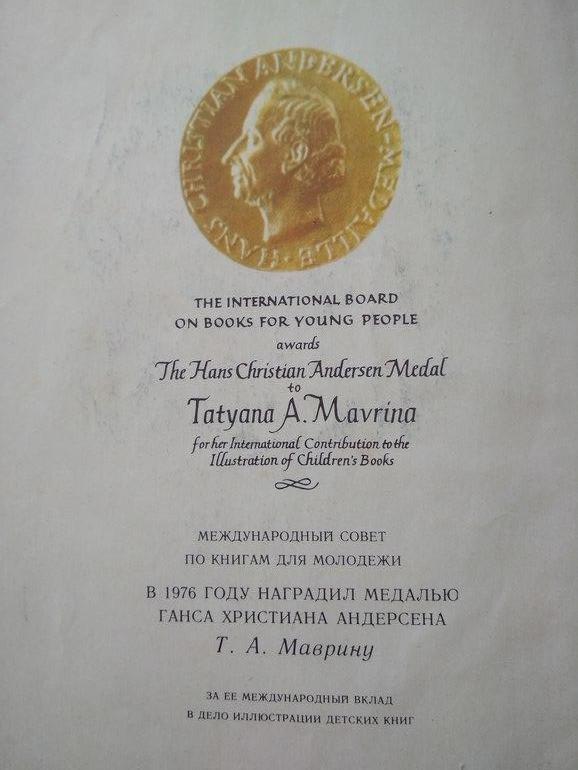 HANS CHRISTIAN ANDERSEN-MEDAILLE
THE INTERNATIONAL BOARD
ON BOOKS FOR YOUNG PEOPLE
awards
The Hans Christian Andersen Medal
to
Tatyana A. Mavrina
for her International Contribution to the
Illustration of Children's Books
МЕЖДУНАРОДНЫЙ СОВЕТ
ПО КНИГАМ ДЛЯ МОЛОДЕЖИ
В 1976 ГОДУ НАГРАДИЛ МЕДАЛЬЮ
ГАНСА ХРИСТИАНА АНДЕРСЕНА
Т. А. Маврину
ЗА ЕЕ МЕЖДУНАРОДНЫЙ ВКЛАД
В ДЕЛО ИЛЛЮСТРАЦИИ ДЕТСКИХ КНИГ